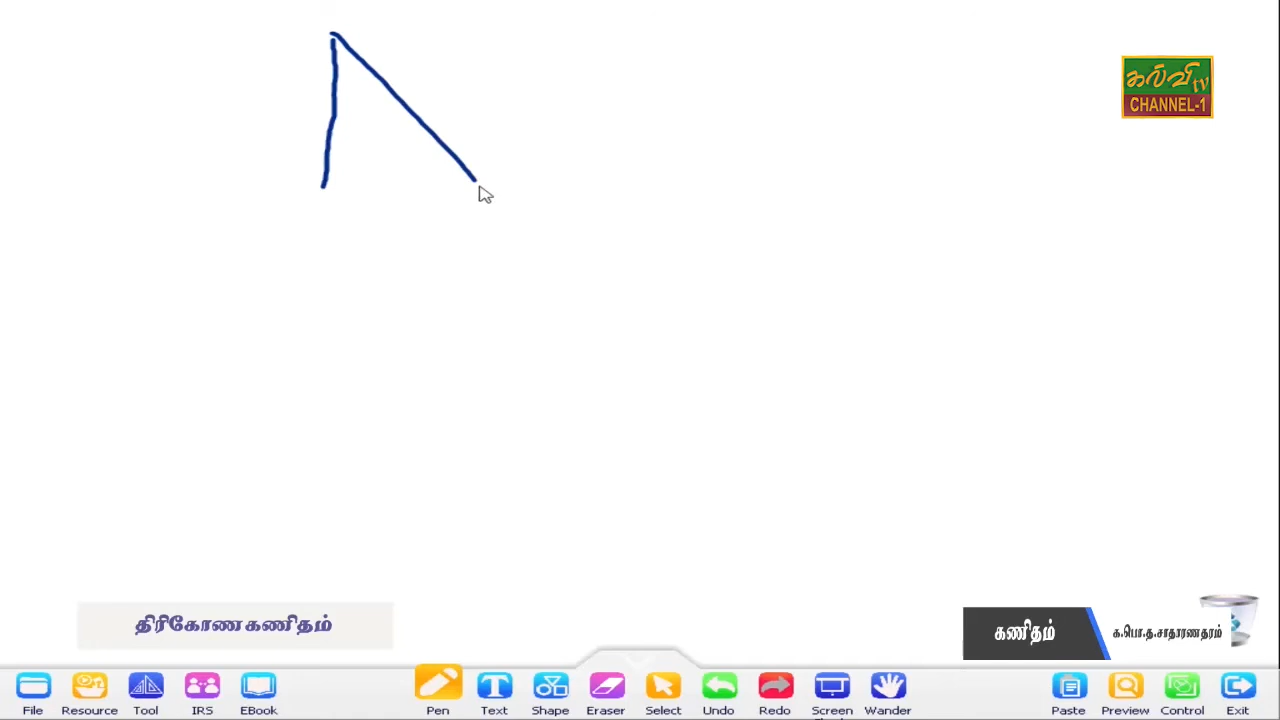 கல்வி tv
CHANNEL-1
திரிகோணகணிதம்
கணிதம்
க.பொ.த.சாதாரணதரம்
File
Resource
Tool
IRS
EBook
Pen
Text
Shape
Eraser
Select
Undo
Redo
Screen
Wander
Paste
Preview
Control
Exit